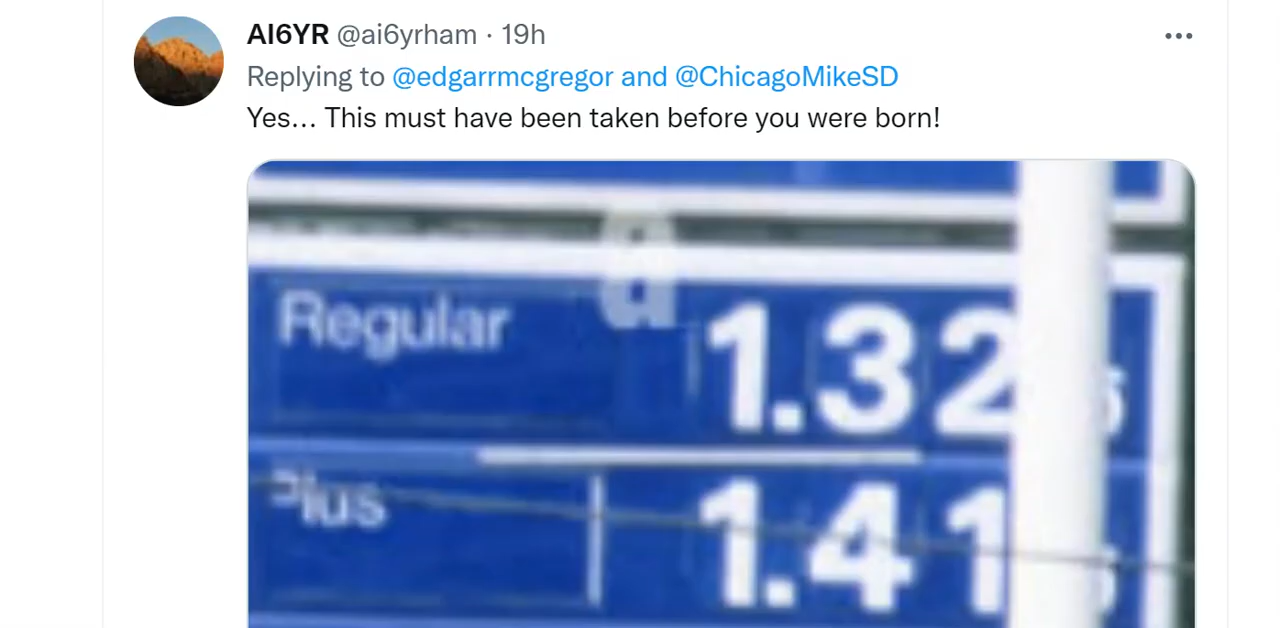 AI6YR @ai6yrham · 19h
Replying to @edgarrmcgregor and @ChicagoMikeSD
Yes... This must have been taken before you were born!
a
Regular 1.32
Plus 1.41